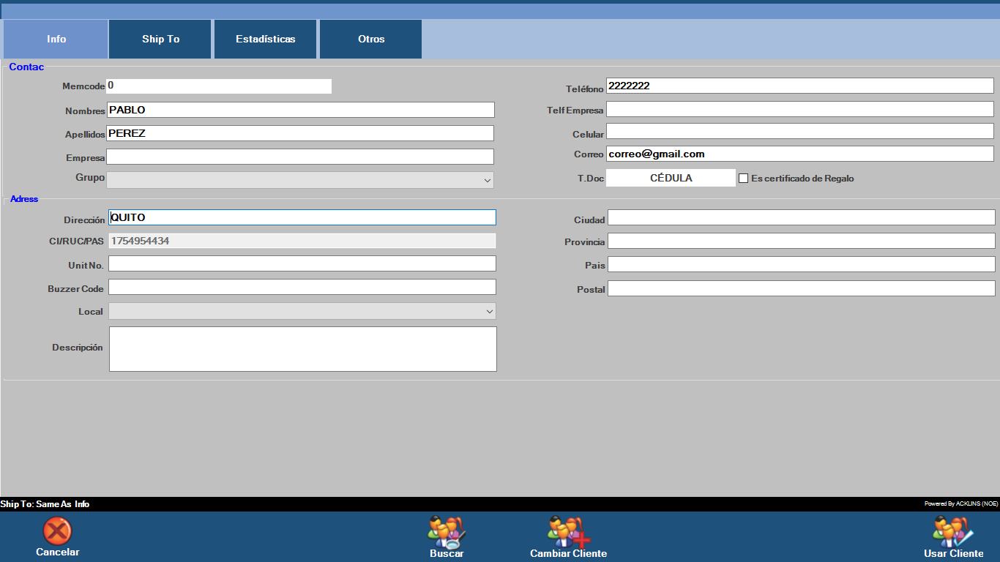 Info
Ship To
Estadísticas
Otros
Contac
Memcode 0
Nombres PABLO
Apellidos PEREZ
Empresa
Grupo
Teléfono 2222222
Telf Empresa
Celular
Correo correo@gmail.com
T.Doc CÉDULA Es certificado de Regalo
Adress
Dirección QUITO
CI/RUC/PAS 1754954434
Unit No.
Buzzer Code
Local
Descripción
Ciudad
Provincia
Pais
Postal
Ship To: Same As Info
Powered By ACKLINS (NOE)
Cancelar
Buscar
Cambiar Cliente
Usar Cliente